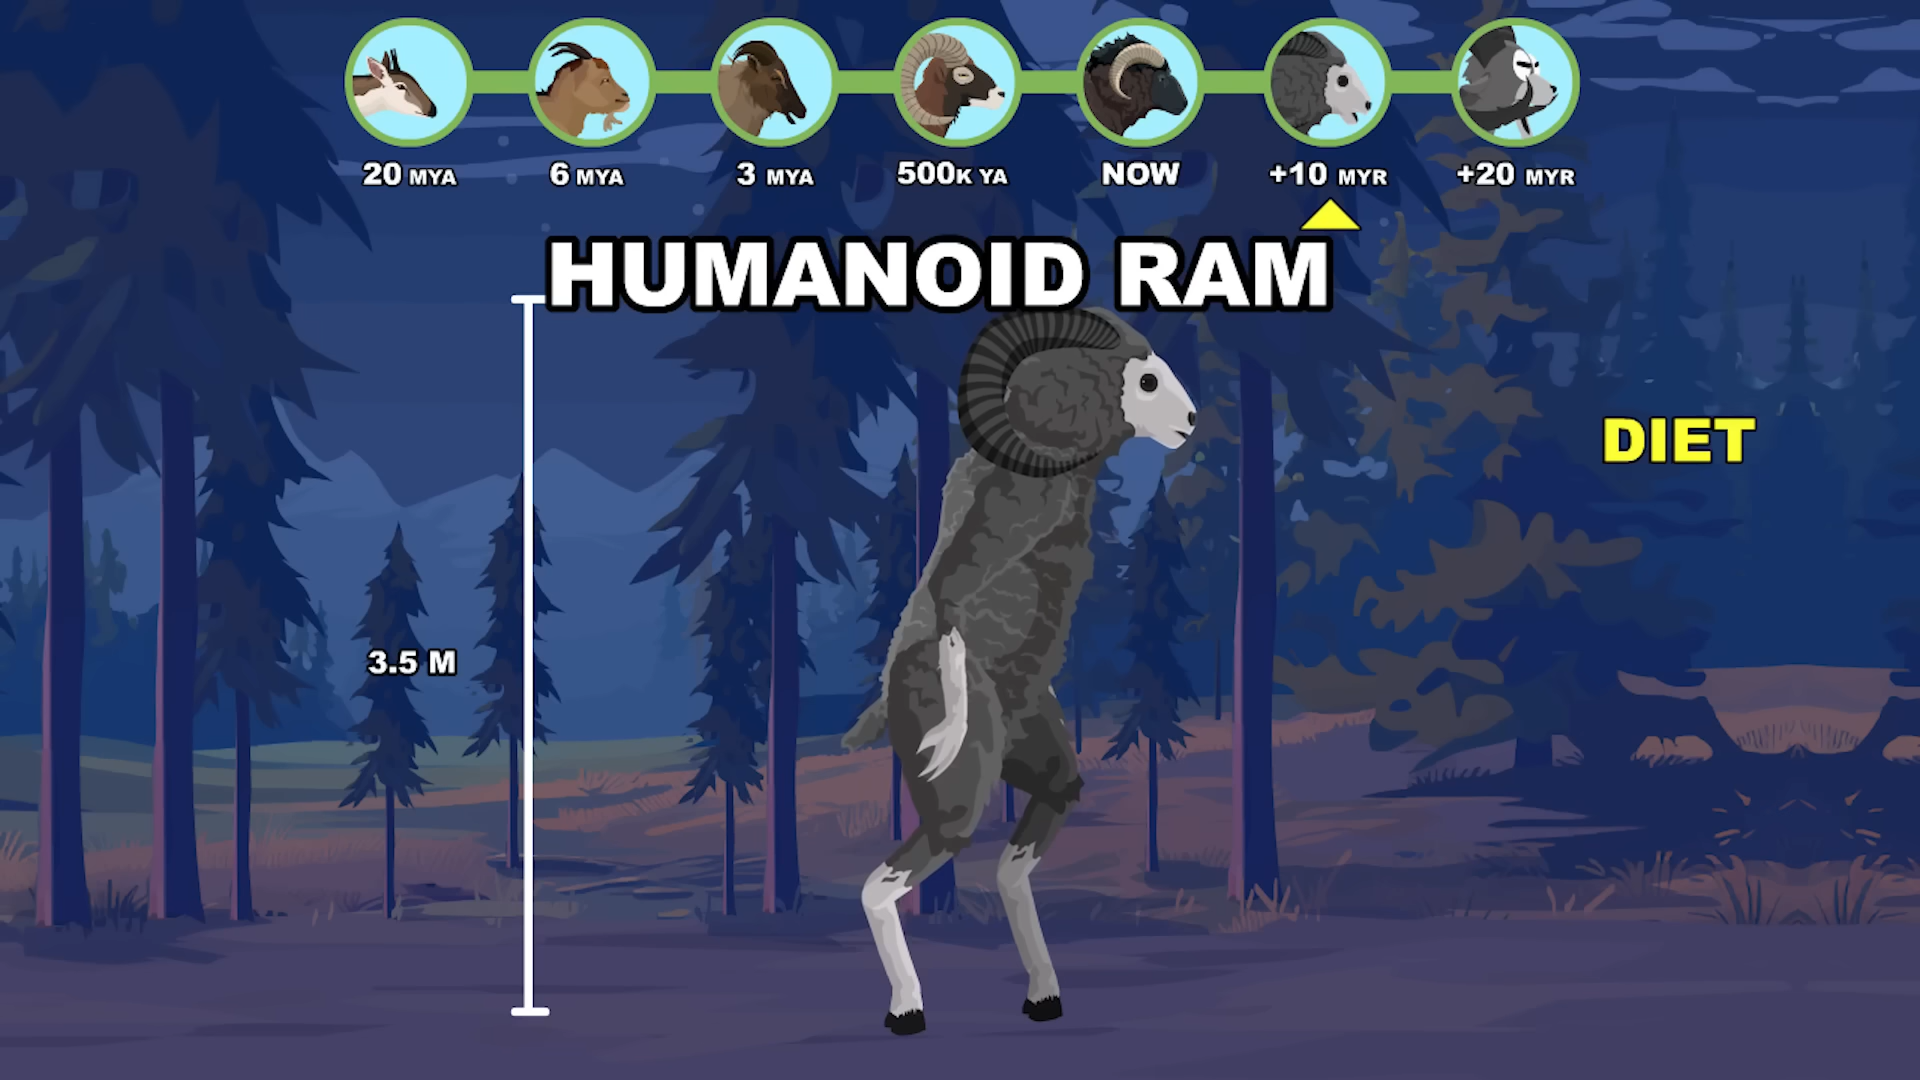 20 MYA
6 MYA
3 MYA
500K YA
NOW
+10 MYR
+20 MYR
HUMANOID RAM
DIET
3.5 M